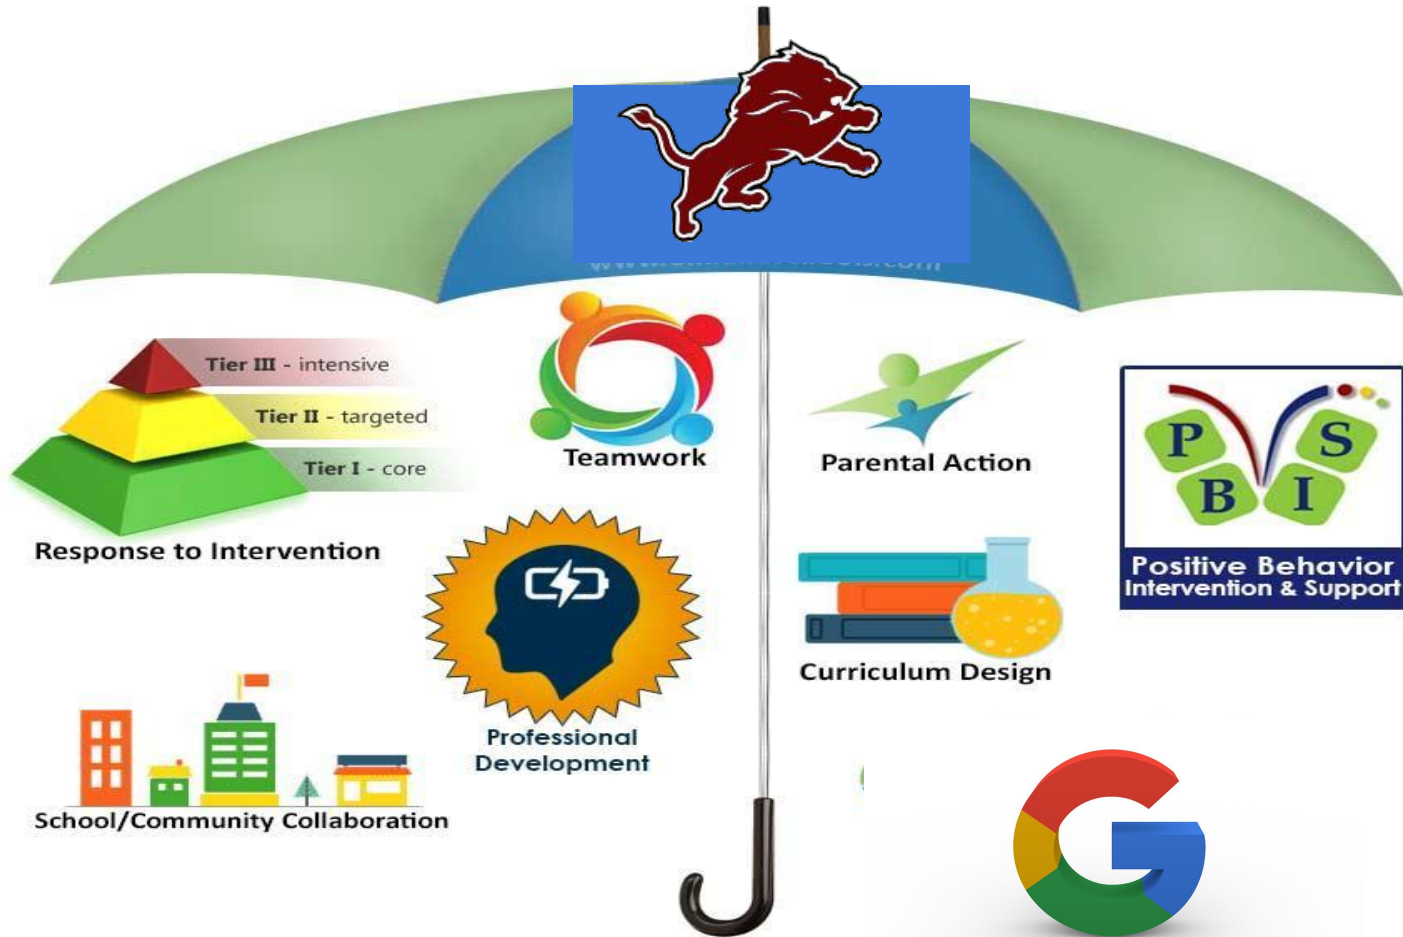 Tier III - intensive
Tier II - targeted
Tier I - core
Response to Intervention
Teamwork
Parental Action
P S
B I
Positive Behavior
Intervention & Support
Professional
Development
Curriculum Design
School/Community Collaboration
G